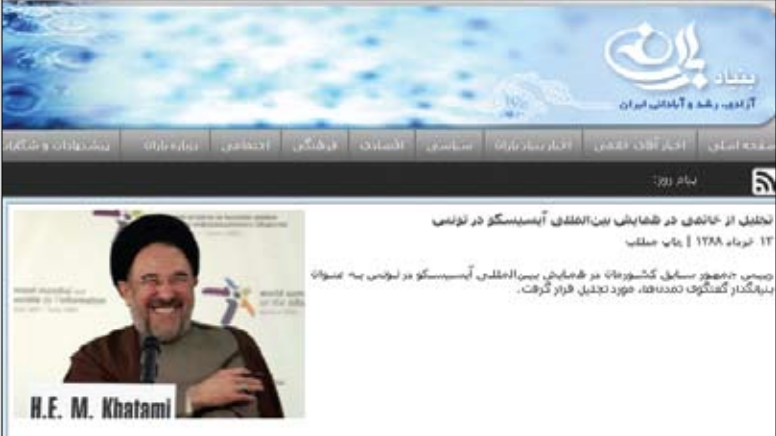 بنیاد باران
آزادی، رشد و آبادانی ایران
صفحه اصلی اخبار آقای خاتمی اخبار بنیاد باران سیاسی اقتصادی فرهنگی اجتماعی درباره باران پیشنهادات و شکایات
پیام روز:
تجلیل از خاتمی در همایش بین‌المللی آیسیسکو در تونس
۱۲ خرداد ۱۳۸۸ | چاپ مطلب
رییس جمهور سابق کشورمان در همایش بین‌المللی آیسیسکو در تونس به عنوان
بنیانگذار گفتگوی تمدن‌ها، مورد تجلیل قرار گرفت.
world sum
H.E. M. Khatami